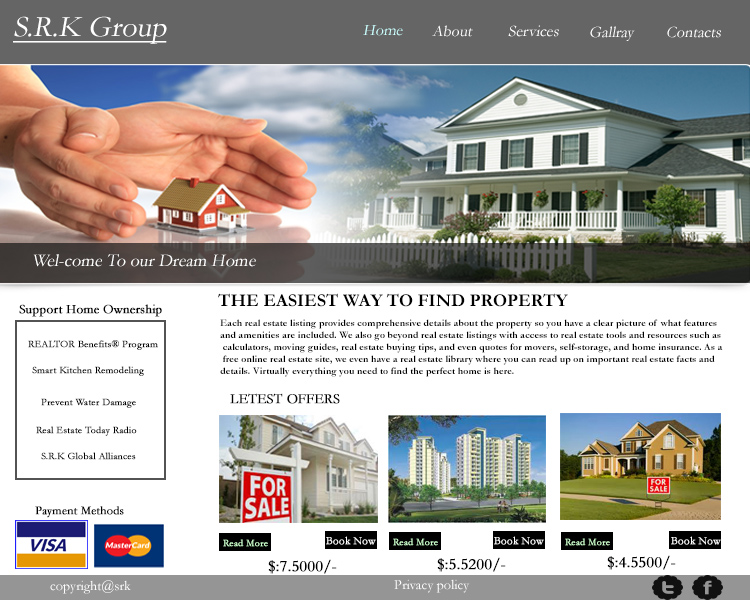 S.R.K Group
Home About Services Gallray Contacts
Wel-come To our Dream Home
Support Home Ownership
REALTOR Benefits® Program
Smart Kitchen Remodeling
Prevent Water Damage
Real Estate Today Radio
S.R.K Global Alliances
Payment Methods
VISA MasterCard
THE EASIEST WAY TO FIND PROPERTY
Each real estate listing provides comprehensive details about the property so you have a clear picture of what features
and amenities are included. We also go beyond real estate listings with access to real estate tools and resources such as
calculators, moving guides, real estate buying tips, and even quotes for movers, self-storage, and home insurance. As a
free online real estate site, we even have a real estate library where you can read up on important real estate facts and
details. Virtually everything you need to find the perfect home is here.
LETEST OFFERS
FOR
SALE
FOR
SALE
Read More Book Now Read More Book Now Read More Book Now
$:7.5000/- $:5.5200/- $:4.5500/-
copyright@srk Privacy policy